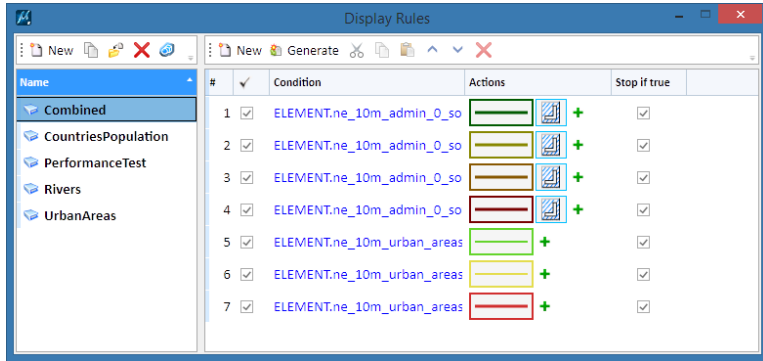 Display Rules
New
New Generate
Name
# Condition Actions Stop if true
Combined
CountriesPopulation
PerformanceTest
Rivers
UrbanAreas
1 ELEMENT.ne_10m_admin_0_so
2 ELEMENT.ne_10m_admin_0_so
3 ELEMENT.ne_10m_admin_0_so
4 ELEMENT.ne_10m_admin_0_so
5 ELEMENT.ne_10m_urban_areas
6 ELEMENT.ne_10m_urban_areas
7 ELEMENT.ne_10m_urban_areas